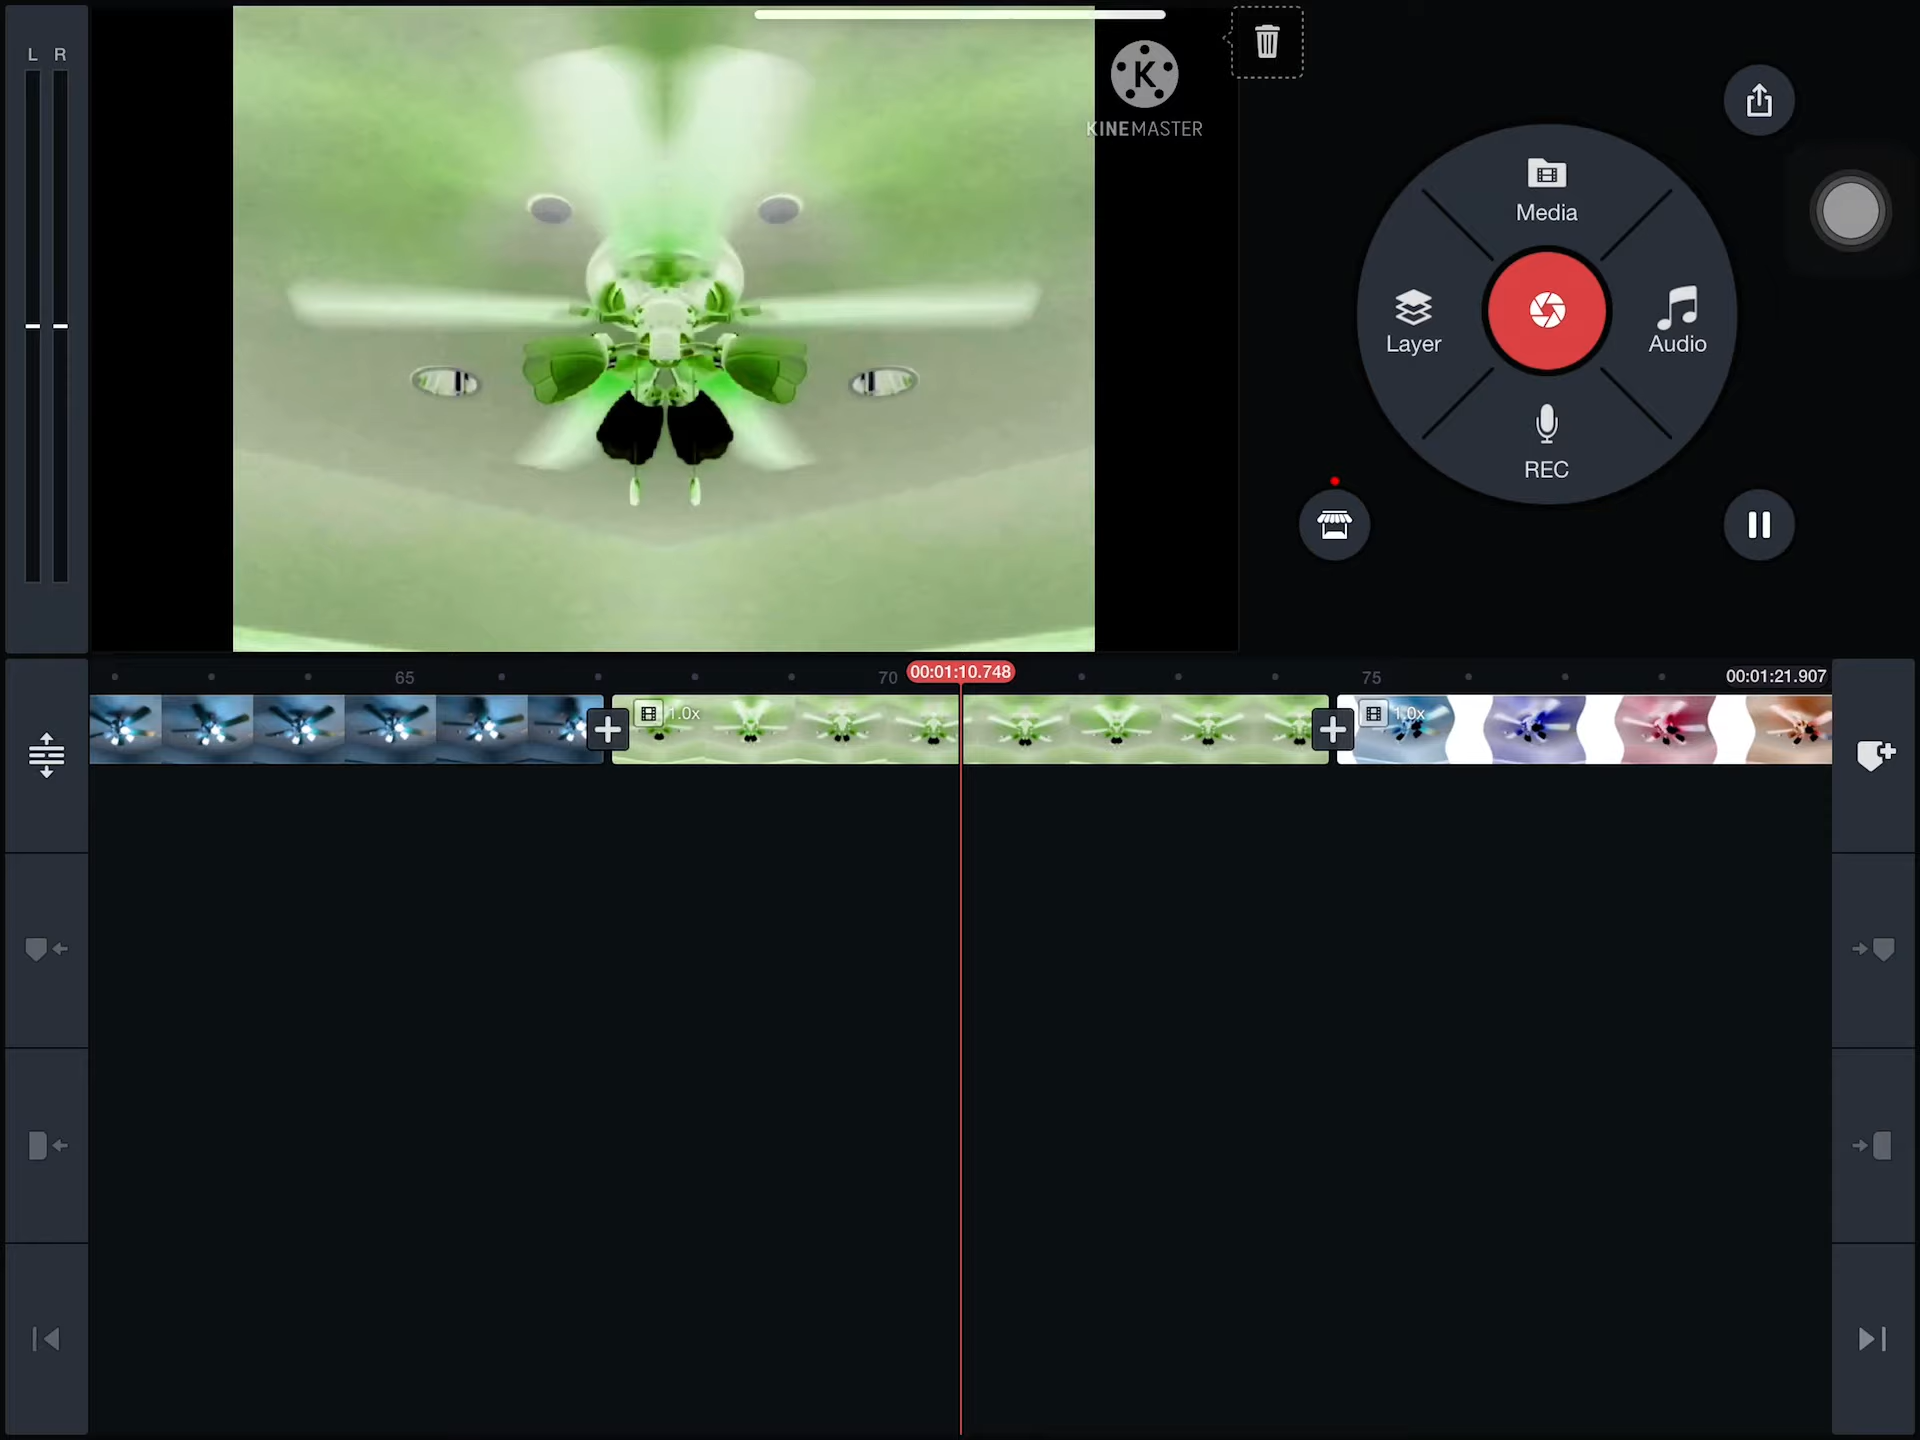 L R
KINEMASTER
Media
Layer
Audio
REC
65
70
00:01:10.748
75
00:01:21.907
1.0x
1.0x